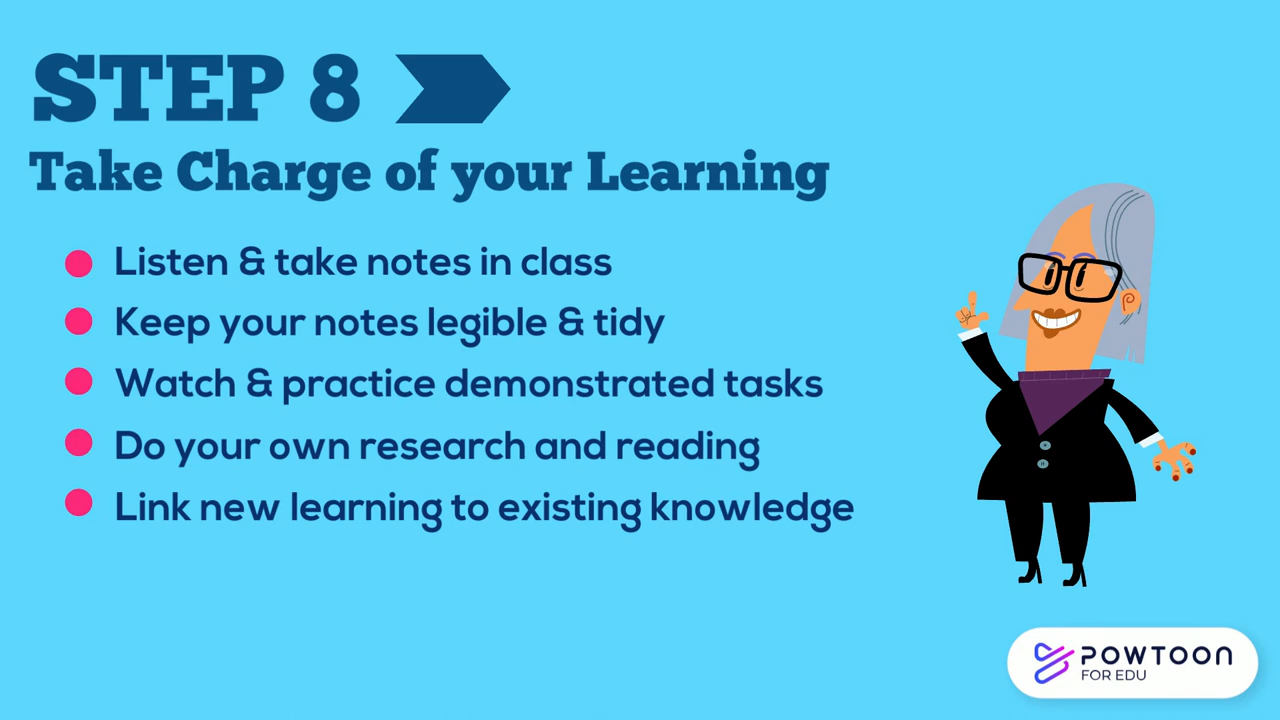 STEP 8
Take Charge of your Learning
Listen & take notes in class
Keep your notes legible & tidy
Watch & practice demonstrated tasks
Do your own research and reading
Link new learning to existing knowledge
POWTOON
FOR EDU